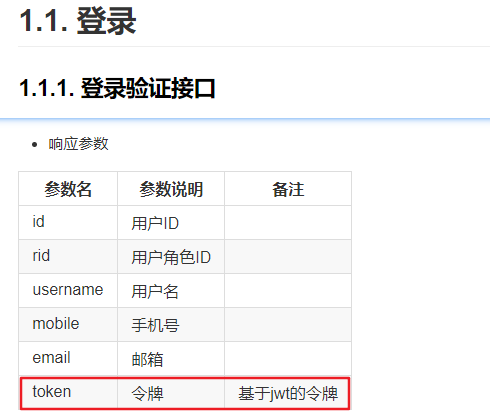 1.1. 登录
1.1.1. 登录验证接口
• 响应参数
参数名 参数说明 备注
id 用户ID
rid 用户角色ID
username 用户名
mobile 手机号
email 邮箱
token 令牌 基于jwt的令牌